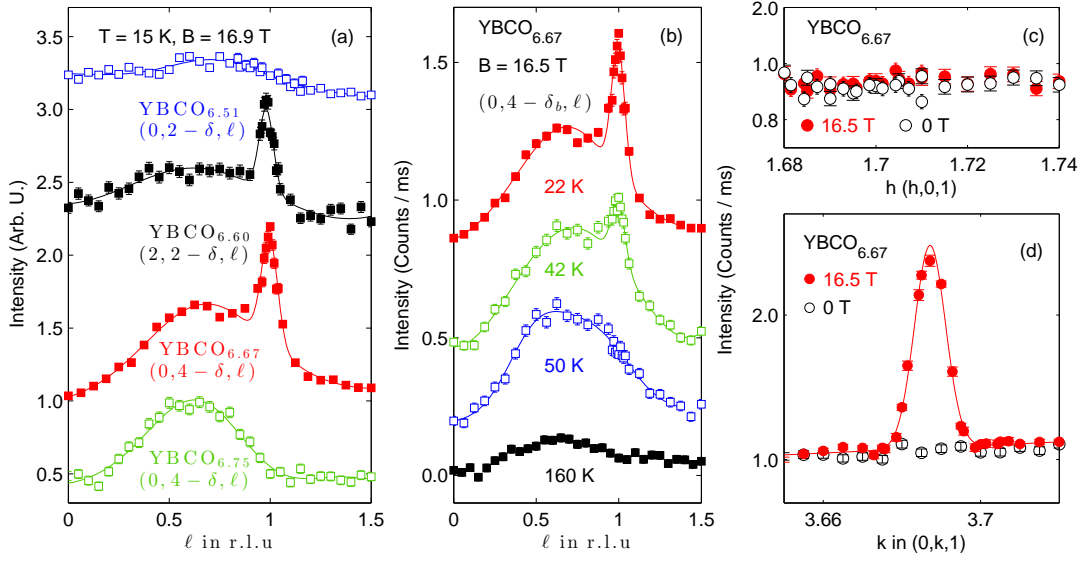 (a)
T = 15 K, B = 16.9 T
YBCO6.51
(0,2 − δ, ℓ)
YBCO6.60
(2,2 − δ, ℓ)
YBCO6.67
(0,4 − δ, ℓ)
YBCO6.75
(0,4 − δ, ℓ)
Intensity (Arb. U.)
3.5
3.0
2.5
2.0
1.5
1.0
0.5
0
0.5
1
1.5
ℓ in r.l.u
(b)
YBCO6.67
B = 16.5 T
(0,4 − δb, ℓ)
22 K
42 K
50 K
160 K
Intensity (Counts / ms)
1.5
1.0
0.5
0.0
0
0.5
1
1.5
ℓ in r.l.u
(c)
YBCO6.67
16.5 T
0 T
1.0
1.2
0.8
1.68
1.70
1.72
1.74
h (h,0,1)
Intensity (Counts / ms)
(d)
YBCO6.67
16.5 T
0 T
2.0
1.0
3.66
3.7
k in (0,k,1)